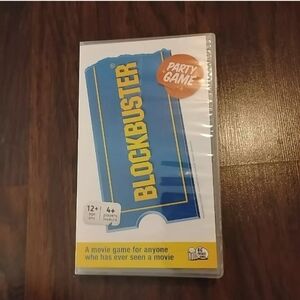 PARTY
GAME
BLOCKBUSTER®
12+
4+
A movie game for anyone
who has ever seen a movie